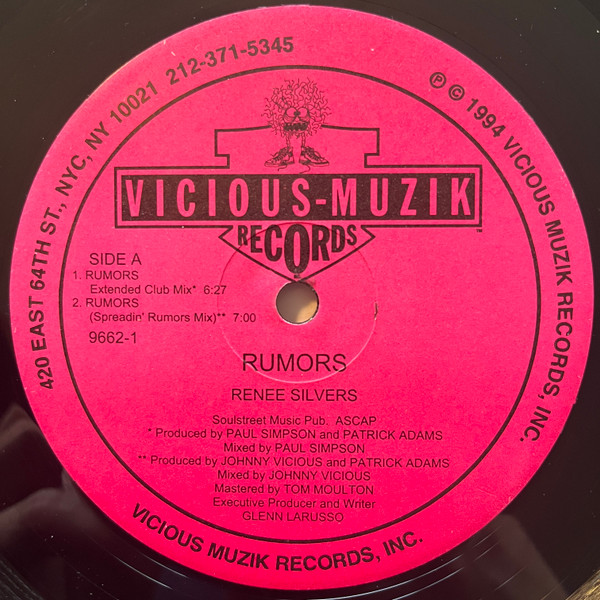 420 EAST 64TH ST., NYC, NY 10021 212-371-5345
℗ © 1994 VICIOUS MUZIK RECORDS, INC.
VICIOUS-MUZIK
TM
RECORDS
SIDE A
1. RUMORS
Extended Club Mix* 6:27
2. RUMORS
(Spreadin' Rumors Mix)** 7:00
9662-1
RUMORS
RENEE SILVERS
Soulstreet Music Pub. ASCAP
* Produced by PAUL SIMPSON and PATRICK ADAMS
Mixed by PAUL SIMPSON
** Produced by JOHNNY VICIOUS and PATRICK ADAMS
Mixed by JOHNNY VICIOUS
Mastered by TOM MOULTON
Executive Producer and Writer
GLENN LARUSSO
VICIOUS MUZIK RECORDS, INC.